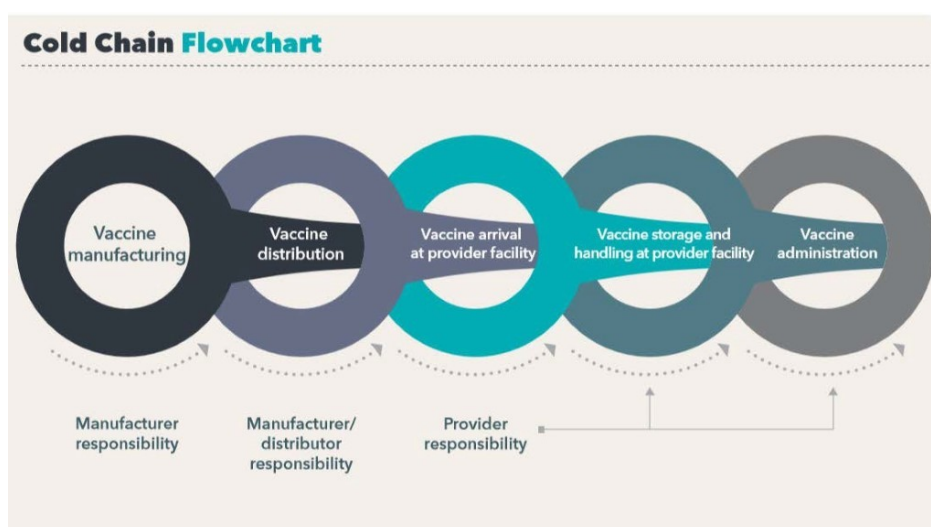 Cold Chain Flowchart
Vaccine
manufacturing
Vaccine
distribution
Vaccine arrival
at provider facility
Vaccine storage and
handling at provider facility
Vaccine
administration
Manufacturer
responsibility
Manufacturer/
distributor
responsibility
Provider
responsibility